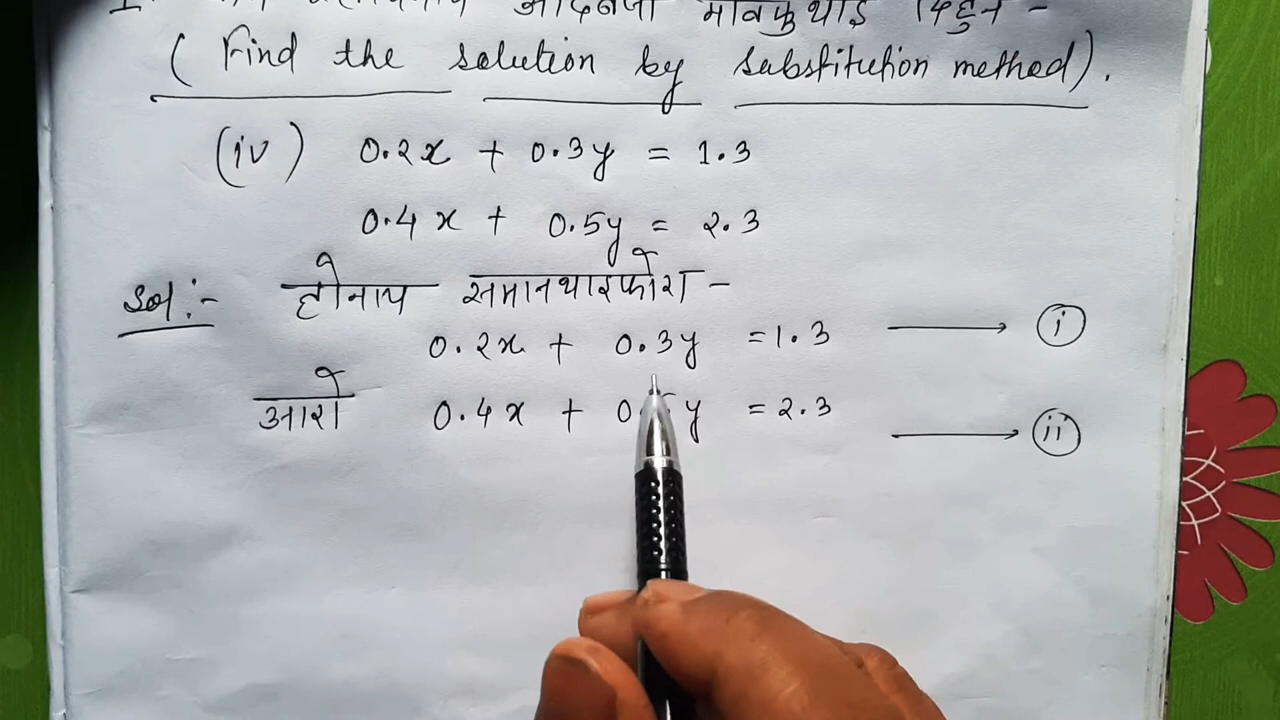 (Find the solution by substitution method).
(iv) 0.2x + 0.3y = 1.3
0.4x + 0.5y = 2.3
Sol:- होनाय समानथाइफोरा -
0.2x + 0.3y = 1.3 (i)
आरो 0.4x + 0. y = 2.3 (ii)